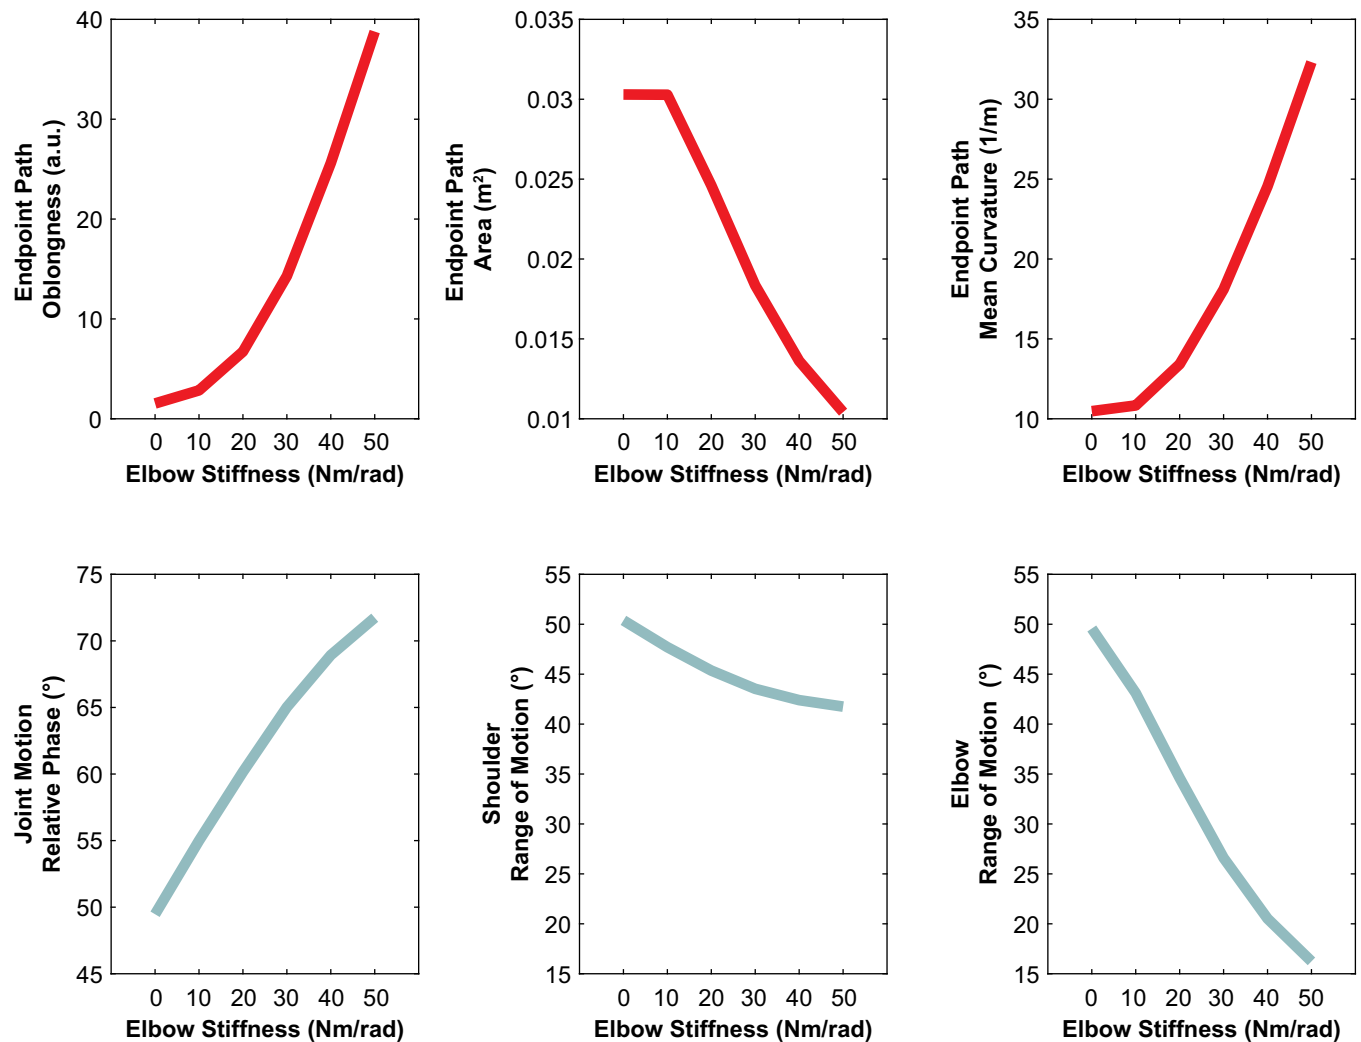 40
30
20
10
0
0 10 20 30 40 50
Elbow Stiffness (Nm/rad)
Endpoint Path
Oblongness (a.u.)
0.035
0.03
0.025
0.02
0.015
0.01
0 10 20 30 40 50
Elbow Stiffness (Nm/rad)
Endpoint Path
Area (m²)
35
30
25
20
15
10
0 10 20 30 40 50
Elbow Stiffness (Nm/rad)
Endpoint Path
Mean Curvature (1/m)
75
70
65
60
55
50
45
0 10 20 30 40 50
Elbow Stiffness (Nm/rad)
Joint Motion
Relative Phase (°)
55
50
45
40
35
30
25
20
15
0 10 20 30 40 50
Elbow Stiffness (Nm/rad)
Shoulder
Range of Motion (°)
55
50
45
40
35
30
25
20
15
0 10 20 30 40 50
Elbow Stiffness (Nm/rad)
Elbow
Range of Motion (°)